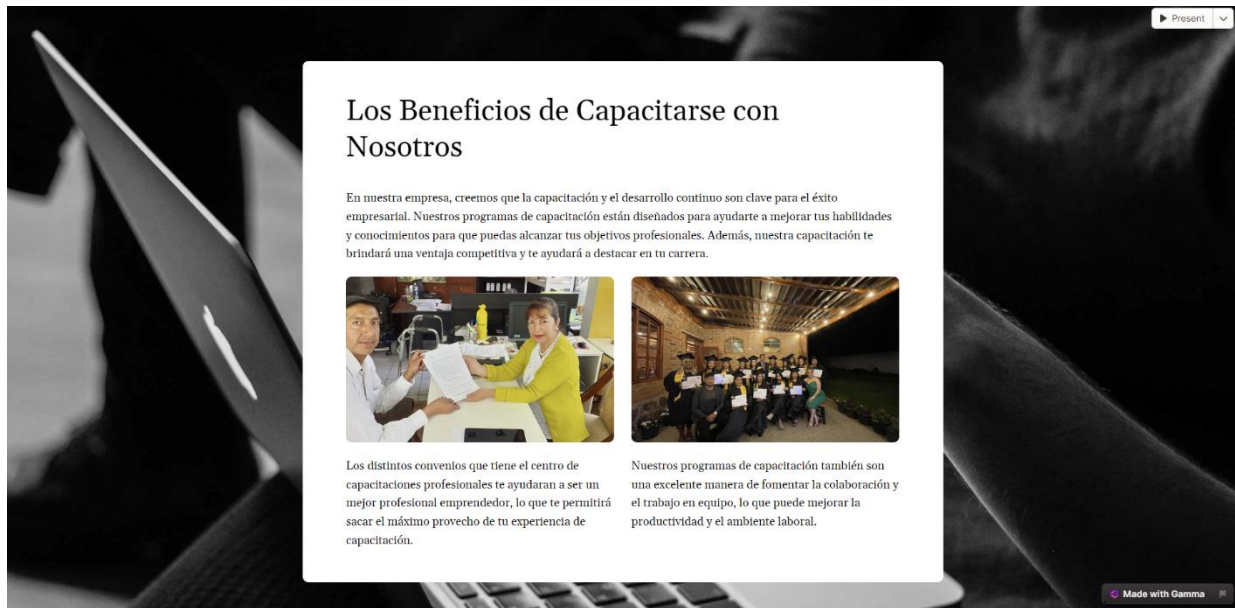 Present
Los Beneficios de Capacitarse con
Nosotros
En nuestra empresa, creemos que la capacitación y el desarrollo continuo son clave para el éxito
empresarial. Nuestros programas de capacitación están diseñados para ayudarte a mejorar tus habilidades
y conocimientos para que puedas alcanzar tus objetivos profesionales. Además, nuestra capacitación te
brindará una ventaja competitiva y te ayudará a destacar en tu carrera.
Los distintos convenios que tiene el centro de
capacitaciones profesionales te ayudaran a ser un
mejor profesional emprendedor, lo que te permitirá
sacar el máximo provecho de tu experiencia de
capacitación.
Nuestros programas de capacitación también son
una excelente manera de fomentar la colaboración y
el trabajo en equipo, lo que puede mejorar la
productividad y el ambiente laboral.
Made with Gamma